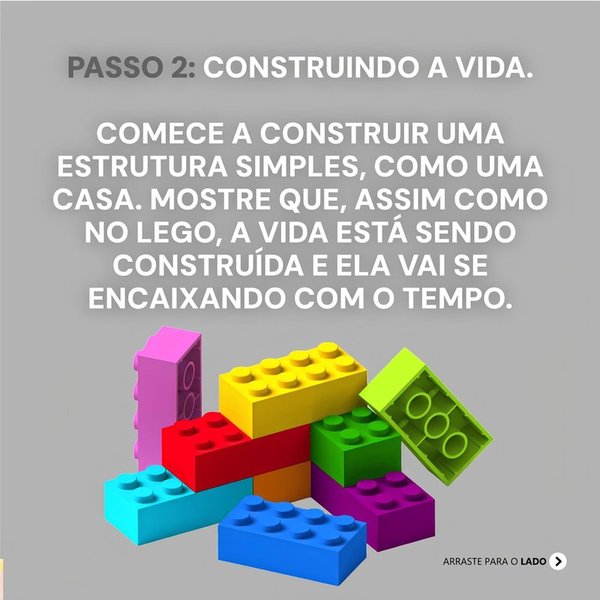 PASSO 2: CONSTRUINDO A VIDA.
COMECE A CONSTRUIR UMA
ESTRUTURA SIMPLES, COMO UMA
CASA. MOSTRE QUE, ASSIM COMO
NO LEGO, A VIDA ESTÁ SENDO
CONSTRUÍDA E ELA VAI SE
ENCAIXANDO COM O TEMPO.
ARRASTE PARA O LADO